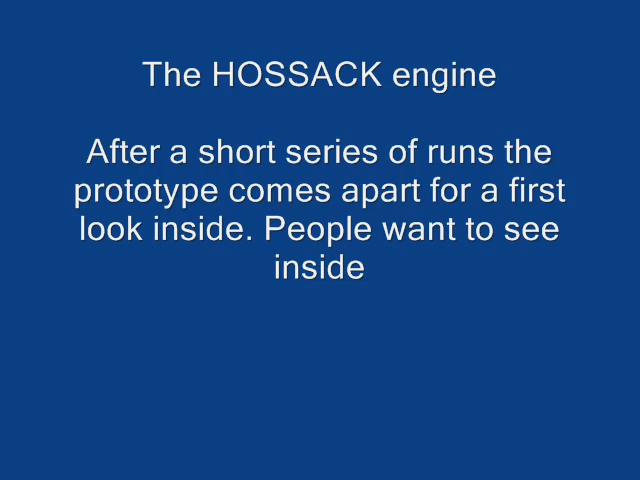 The HOSSACK engine
After a short series of runs the
prototype comes apart for a first
look inside. People want to see
inside